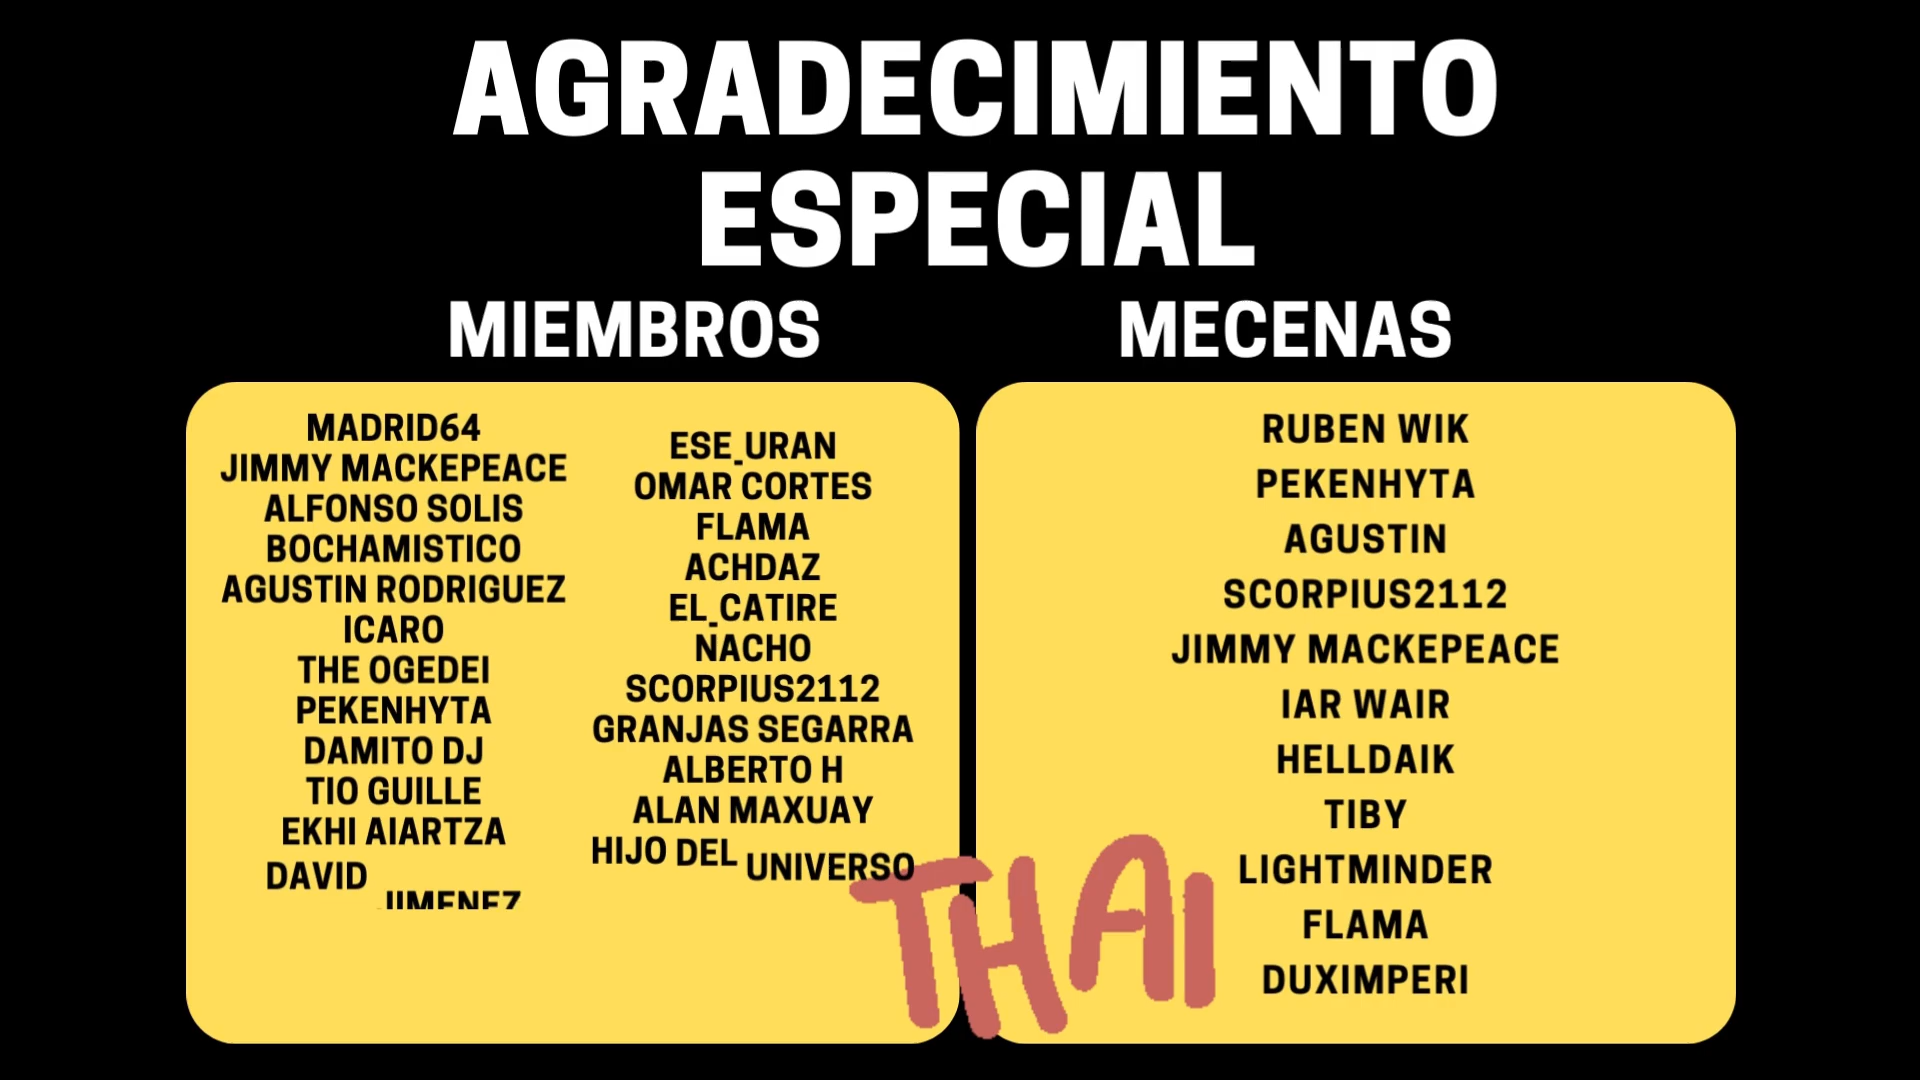 AGRADECIMIENTO
ESPECIAL
MIEMBROS
MADRID64
JIMMY MACKEPEACE
ALFONSO SOLIS
BOCHAMISTICO
AGUSTIN RODRIGUEZ
ICARO
THE OGEDEI
PEKENHYTA
DAMITO DJ
TIO GUILLE
EKHI AIARTZA
DAVID JIMENEZ
ESE_URAN
OMAR CORTES
FLAMA
ACHDAZ
EL_CATIRE
NACHO
SCORPIUS2112
GRANJAS SEGARRA
ALBERTO H
ALAN MAXUAY
HIJO DEL UNIVERSO
MECENAS
RUBEN WIK
PEKENHYTA
AGUSTIN
SCORPIUS2112
JIMMY MACKEPEACE
IAR WAIR
HELLDAIK
TIBY
LIGHTMINDER
FLAMA
DUXIMPERI
THAI